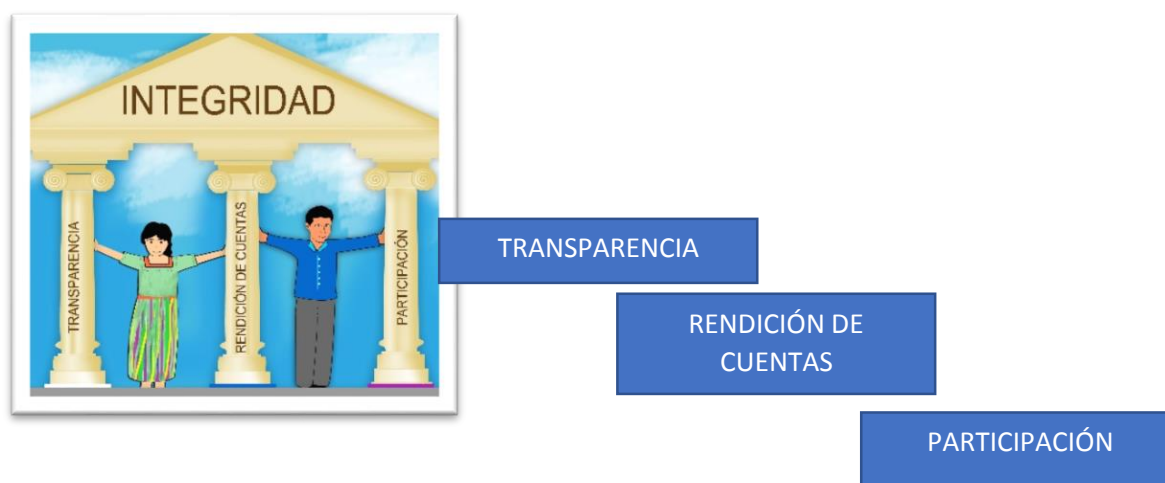 INTEGRIDAD
TRANSPARENCIA
RENDICIÓN DE CUENTAS
PARTICIPACIÓN
TRANSPARENCIA
RENDICIÓN DE
CUENTAS
PARTICIPACIÓN